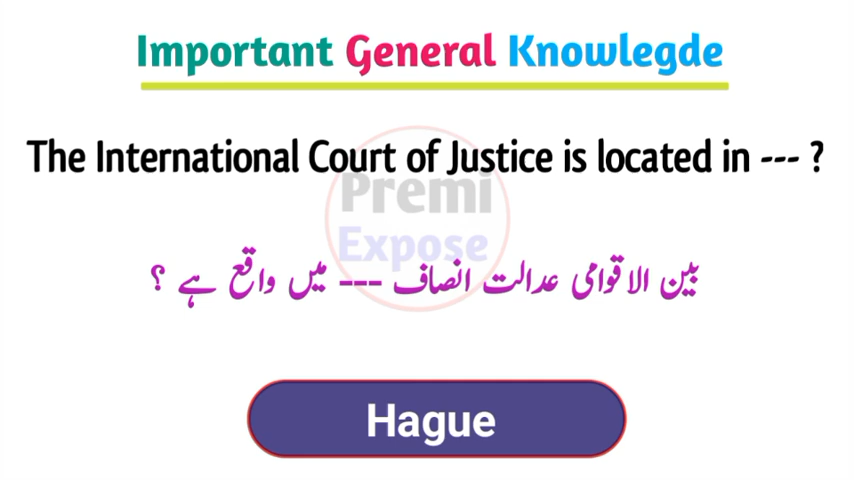 Important General Knowlegde
The International Court of Justice is located in --- ?
Premi
Expose
بین الاقوامی عدالت انصاف --- میں واقع ہے ؟
Hague